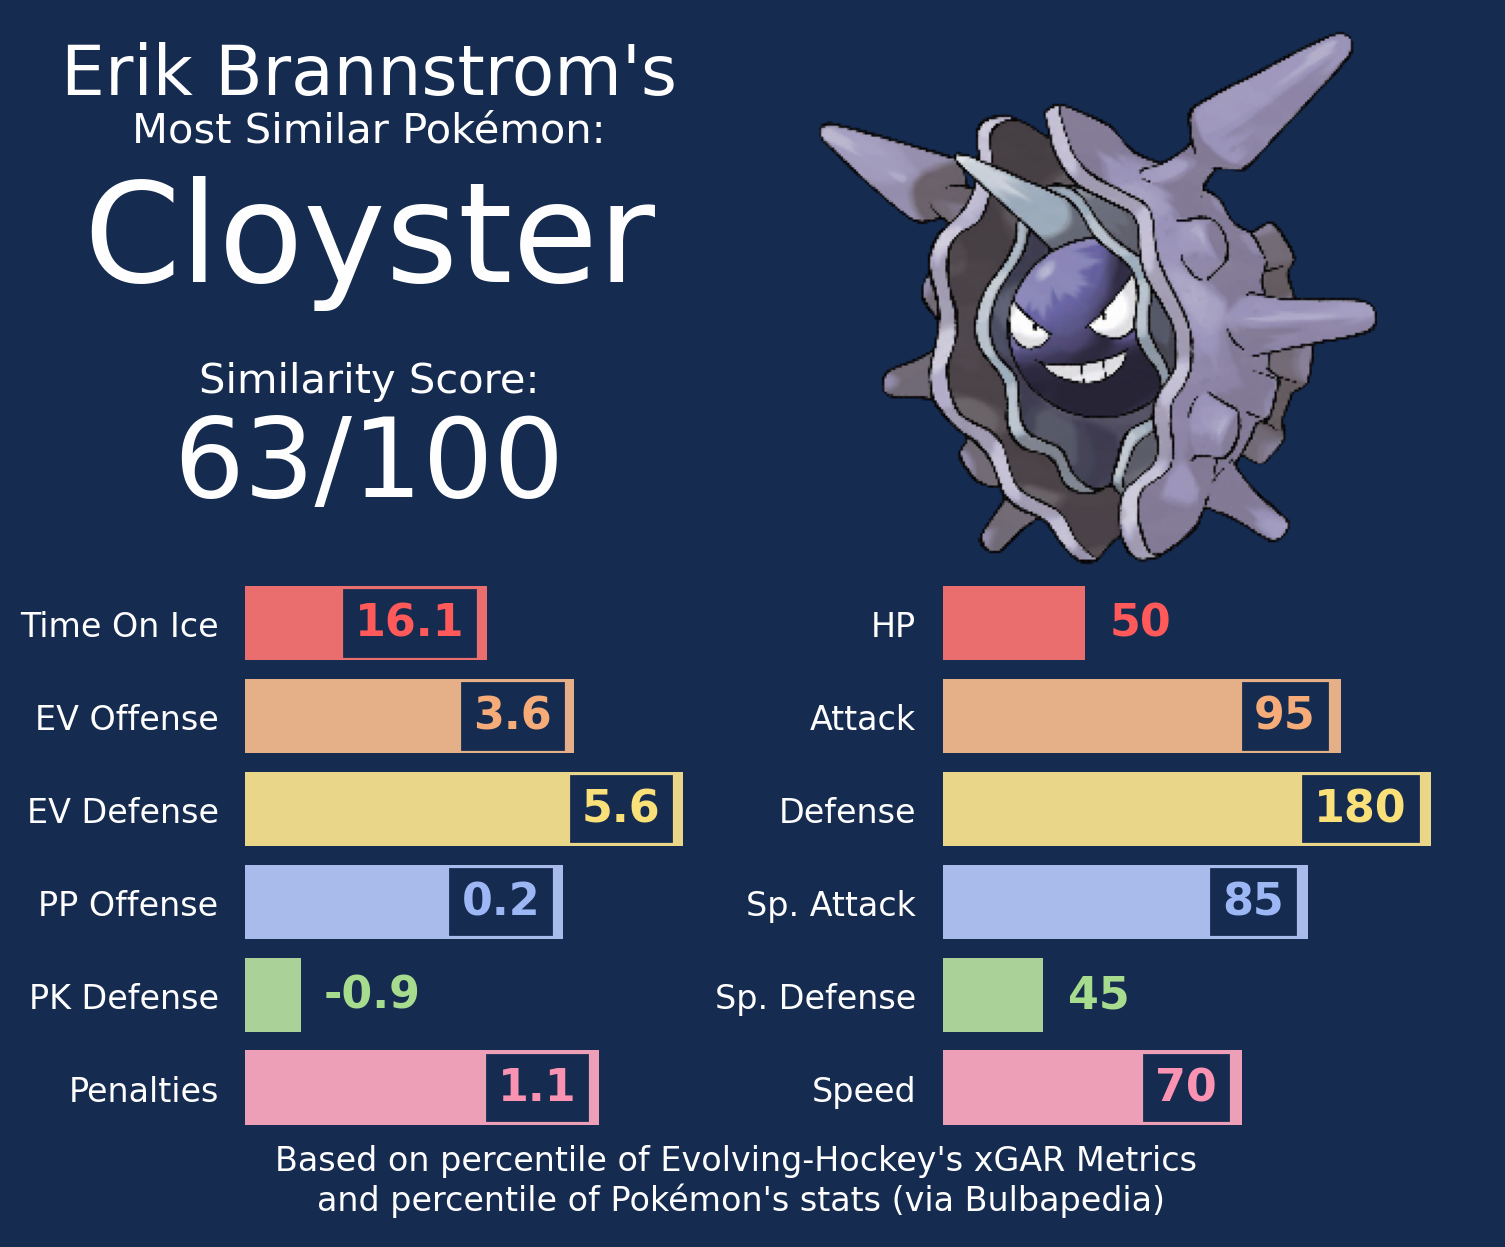 Erik Brannstrom's
Most Similar Pokémon:
Cloyster
Similarity Score:
63/100
Time On Ice 16.1
EV Offense 3.6
EV Defense 5.6
PP Offense 0.2
PK Defense -0.9
Penalties 1.1
HP 50
Attack 95
Defense 180
Sp. Attack 85
Sp. Defense 45
Speed 70
Based on percentile of Evolving-Hockey's xGAR Metrics
and percentile of Pokémon's stats (via Bulbapedia)